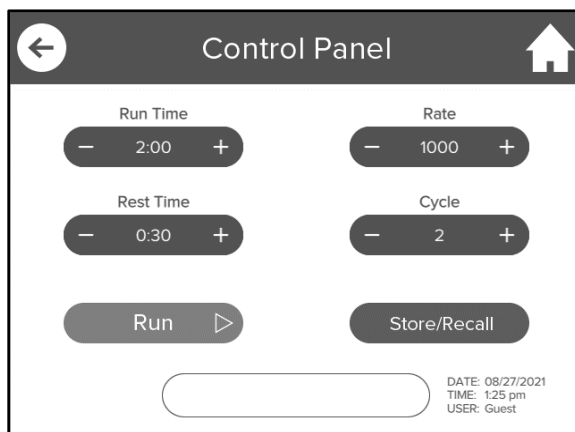 Control Panel
Run Time
Rate
− 2:00 +
− 1000 +
Rest Time
Cycle
− 0:30 +
− 2 +
Run
Store/Recall
DATE: 08/27/2021
TIME: 1:25 pm
USER: Guest